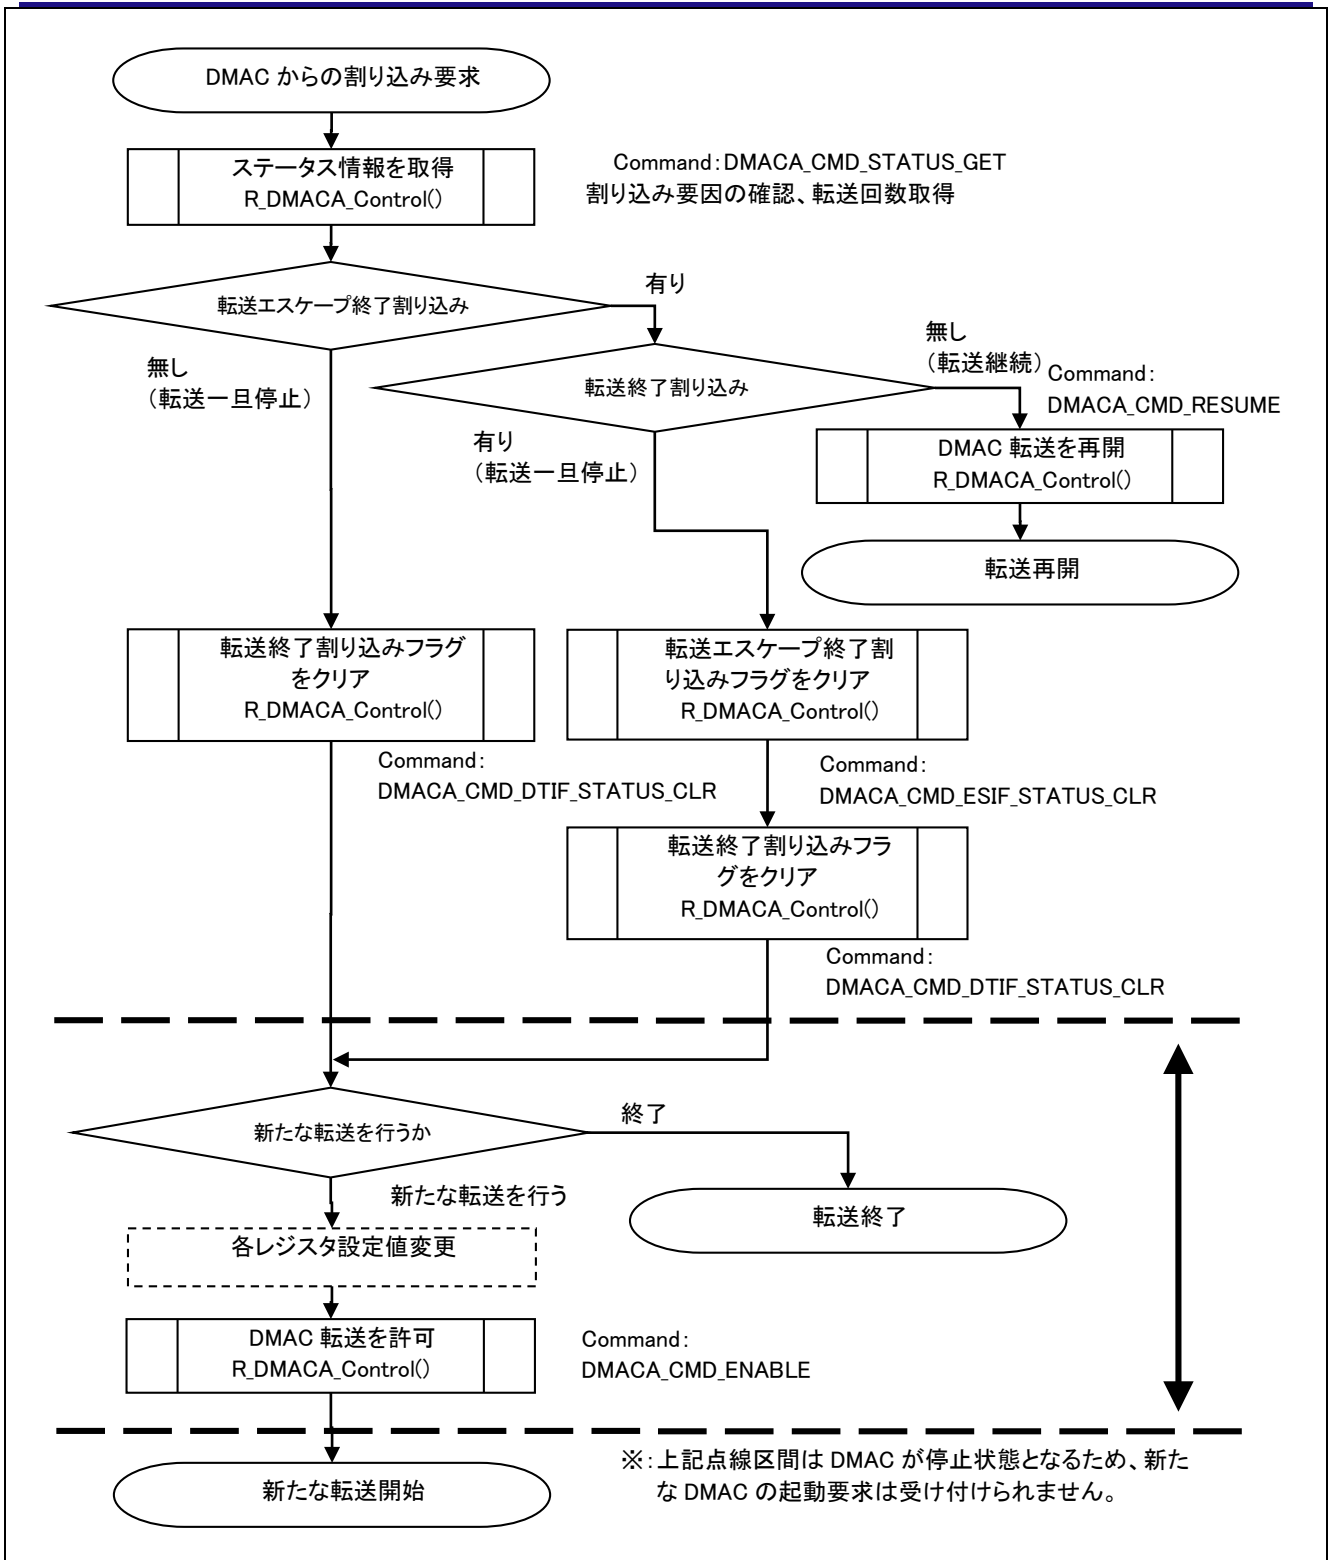 DMAC からの割り込み要求
ステータス情報を取得
R_DMACA_Control()
Command：DMACA_CMD_STATUS_GET
割り込み要因の確認、転送回数取得
転送エスケープ終了割り込み
有り
無し
（転送一旦停止）
転送終了割り込み
無し
（転送継続）
Command：
DMACA_CMD_RESUME
有り
（転送一旦停止）
DMAC 転送を再開
R_DMACA_Control()
転送再開
転送終了割り込みフラグ
をクリア
R_DMACA_Control()
Command：
DMACA_CMD_DTIF_STATUS_CLR
転送エスケープ終了割
り込みフラグをクリア
R_DMACA_Control()
Command：
DMACA_CMD_ESIF_STATUS_CLR
転送終了割り込みフラ
グをクリア
R_DMACA_Control()
Command：
DMACA_CMD_DTIF_STATUS_CLR
新たな転送を行うか
終了
転送終了
新たな転送を行う
各レジスタ設定値変更
DMAC 転送を許可
R_DMACA_Control()
Command：
DMACA_CMD_ENABLE
※：上記点線区間は DMAC が停止状態となるため、新た
な DMAC の起動要求は受け付けられません。
新たな転送開始